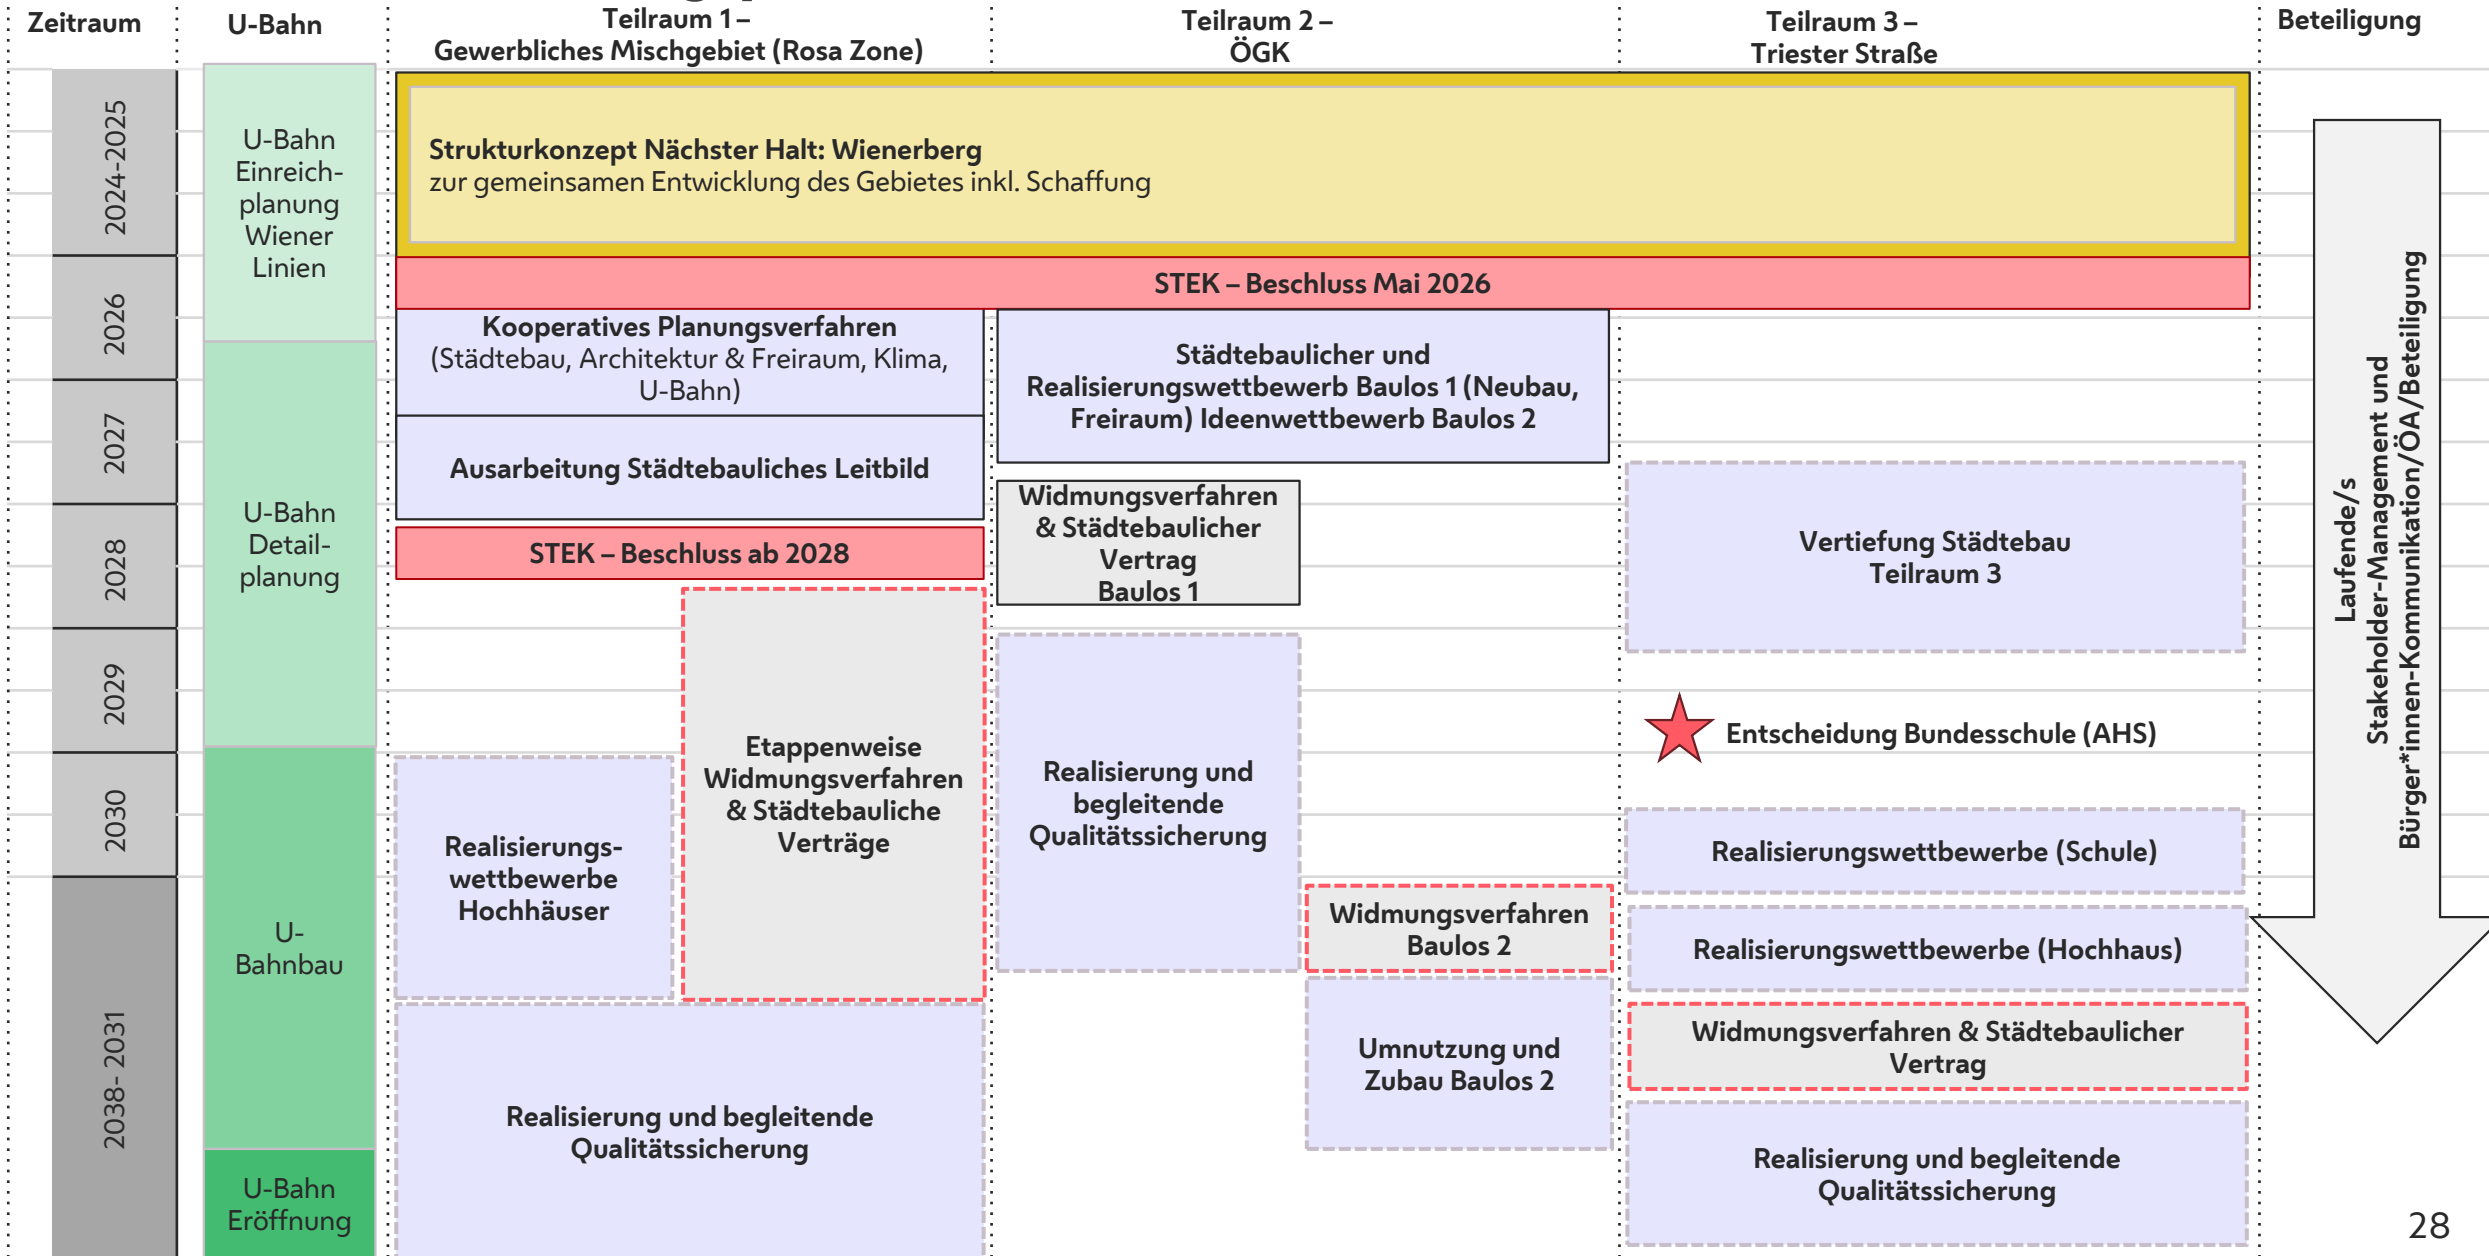 Zeitraum
U-Bahn
Teilraum 1 –
Gewerbliches Mischgebiet (Rosa Zone)
Teilraum 2 –
ÖGK
Teilraum 3 –
Triester Straße
Beteiligung
2024-2025
2026
2027
2028
2029
2030
2038- 2031
U-Bahn
Einreich-
planung
Wiener
Linien
U-Bahn
Detail-
planung
U-
Bahnbau
U-Bahn
Eröffnung
Strukturkonzept Nächster Halt: Wienerberg
zur gemeinsamen Entwicklung des Gebietes inkl. Schaffung
STEK – Beschluss Mai 2026
Kooperatives Planungsverfahren
(Städtebau, Architektur & Freiraum, Klima,
U-Bahn)
Ausarbeitung Städtebauliches Leitbild
STEK – Beschluss ab 2028
Etappenweise
Widmungsverfahren
& Städtebauliche
Verträge
Realisierungs-
wettbewerbe
Hochhäuser
Realisierung und begleitende
Qualitätssicherung
Städtebaulicher und
Realisierungswettbewerb Baulos 1 (Neubau,
Freiraum) Ideenwettbewerb Baulos 2
Widmungsverfahren
& Städtebaulicher
Vertrag
Baulos 1
Realisierung und
begleitende
Qualitätssicherung
Widmungsverfahren
Baulos 2
Umnutzung und
Zubau Baulos 2
Vertiefung Städtebau
Teilraum 3
Entscheidung Bundesschule (AHS)
Realisierungswettbewerbe (Schule)
Realisierungswettbewerbe (Hochhaus)
Widmungsverfahren & Städtebaulicher
Vertrag
Realisierung und begleitende
Qualitätssicherung
Laufende/s
Stakeholder-Management und
Bürger*innen-Kommunikation/ÖA/Beteiligung
28